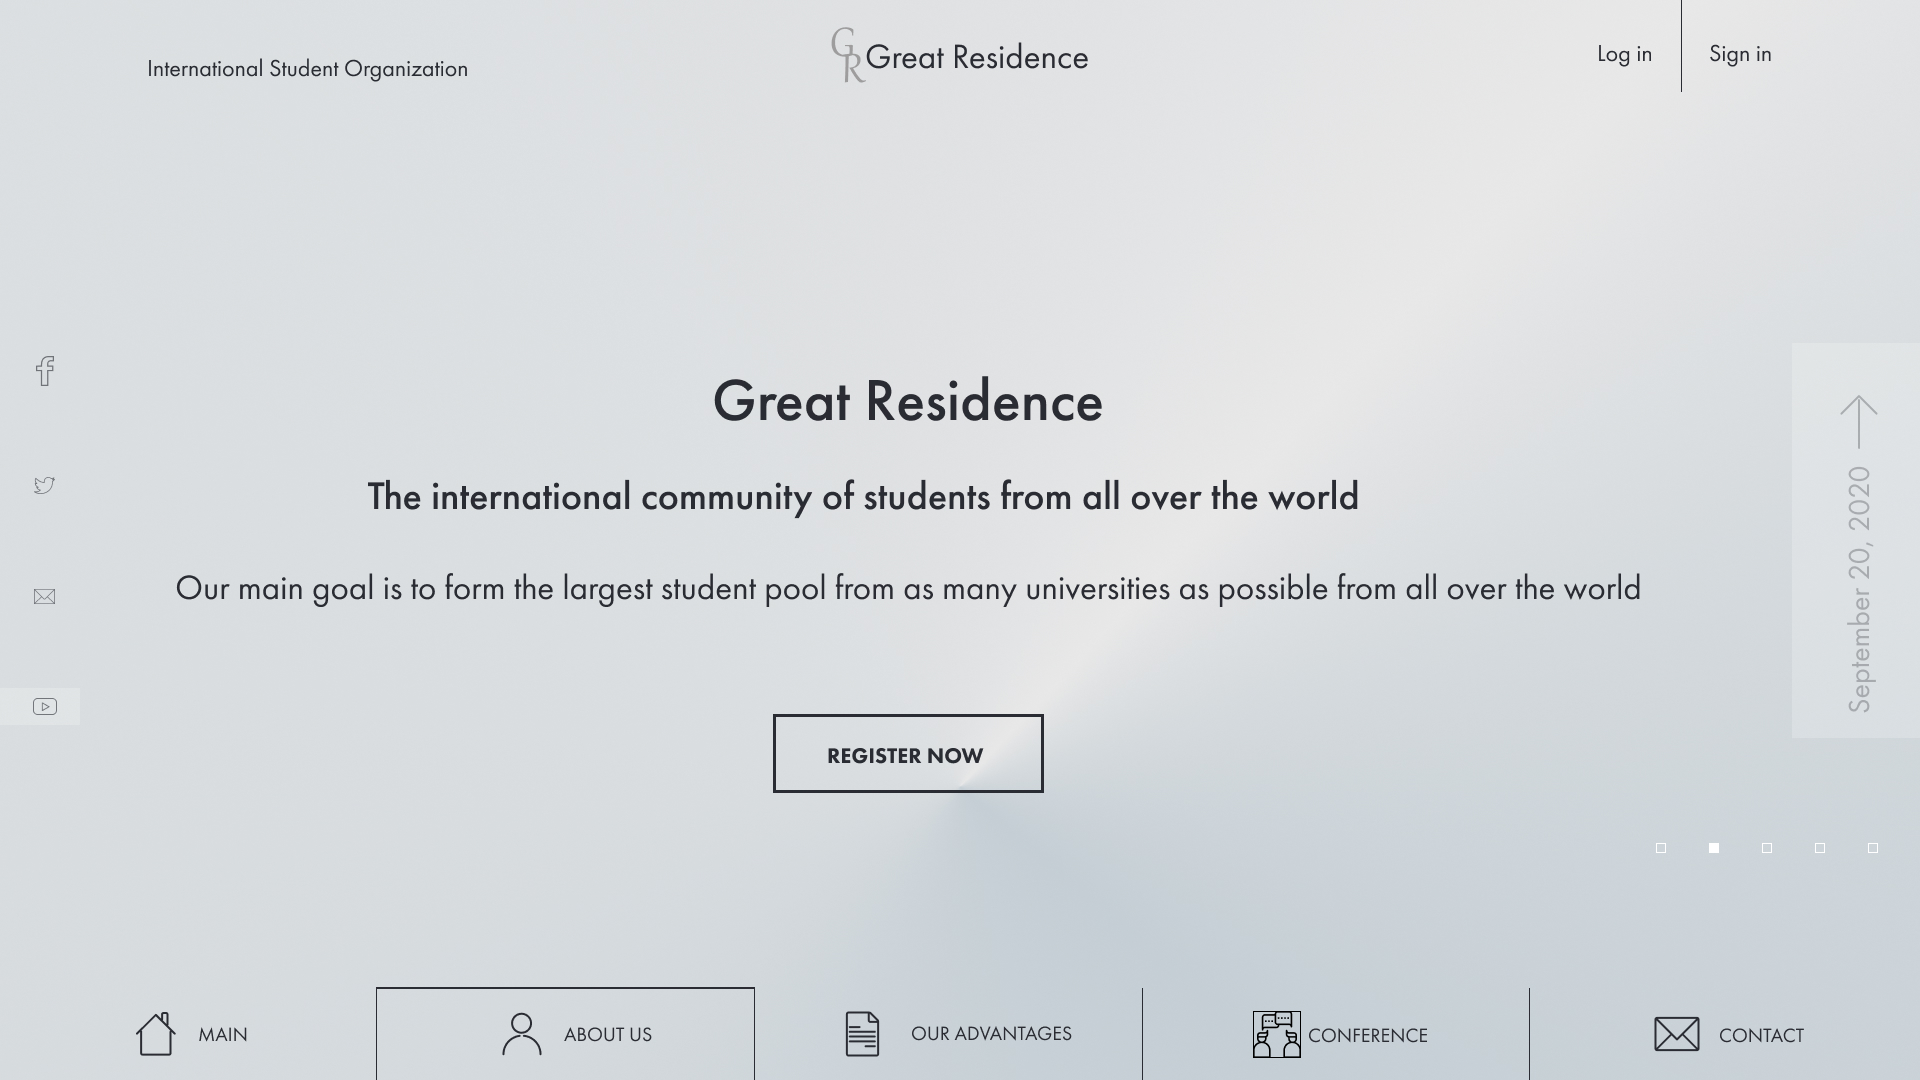 International Student Organization
GR Great Residence
Log in
Sign in
Great Residence
The international community of students from all over the world
Our main goal is to form the largest student pool from as many universities as possible from all over the world
REGISTER NOW
September 20, 2020
MAIN
ABOUT US
OUR ADVANTAGES
CONFERENCE
CONTACT